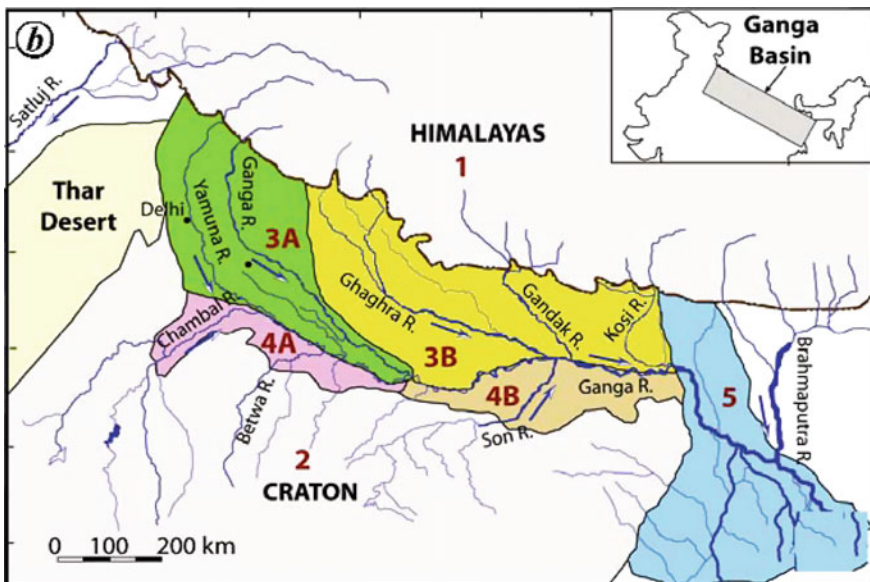 b
Ganga
Basin
Satluj R.
HIMALAYAS
1
Thar
Desert
Delhi
Yamuna R.
Ganga R.
3A
Ghaghra R.
Gandak R.
Kosi R.
Chambal R.
4A
3B
4B
Ganga R.
5
Brahmaputra R.
Betwa R.
2
Son R.
CRATON
0 100 200 km